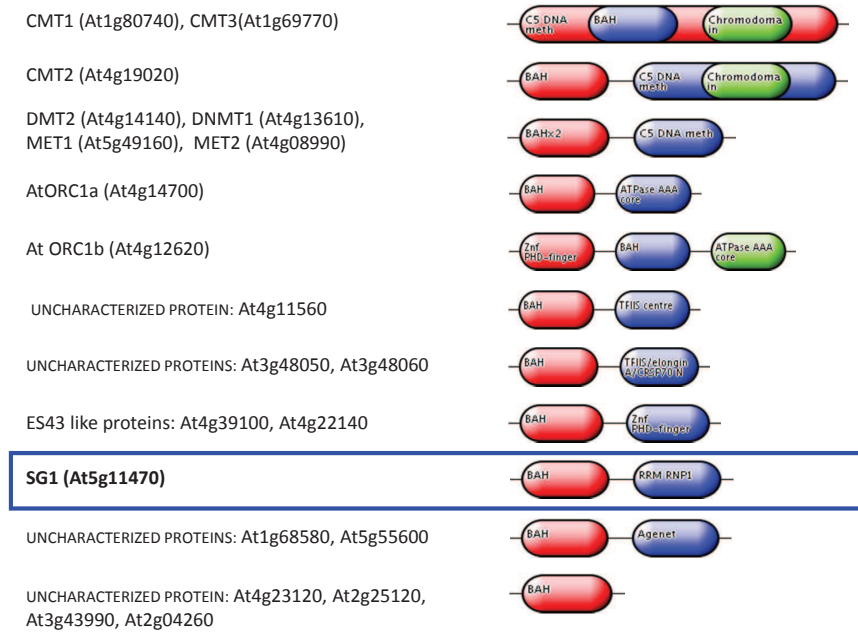 CMT1 (At1g80740), CMT3(At1g69770)
C5 DNA
meth
BAH
Chromodoma
in
CMT2 (At4g19020)
BAH
C5 DNA
meth
Chromodoma
in
DMT2 (At4g14140), DNMT1 (At4g13610),
MET1 (At5g49160), MET2 (At4g08990)
BAHx2
C5 DNA meth
AtORC1a (At4g14700)
BAH
ATPase AAA
core
At ORC1b (At4g12620)
Znf
PHD-finger
BAH
ATPase AAA
core
UNCHARACTERIZED PROTEIN: At4g11560
BAH
TFIIS centre
UNCHARACTERIZED PROTEINS: At3g48050, At3g48060
BAH
TFIIS/elongin
A/CRSP70 N
ES43 like proteins: At4g39100, At4g22140
BAH
Znf
PHD-finger
SG1 (At5g11470)
BAH
RRM RNP1
UNCHARACTERIZED PROTEINS: At1g68580, At5g55600
BAH
Agenet
UNCHARACTERIZED PROTEIN: At4g23120, At2g25120,
At3g43990, At2g04260
BAH